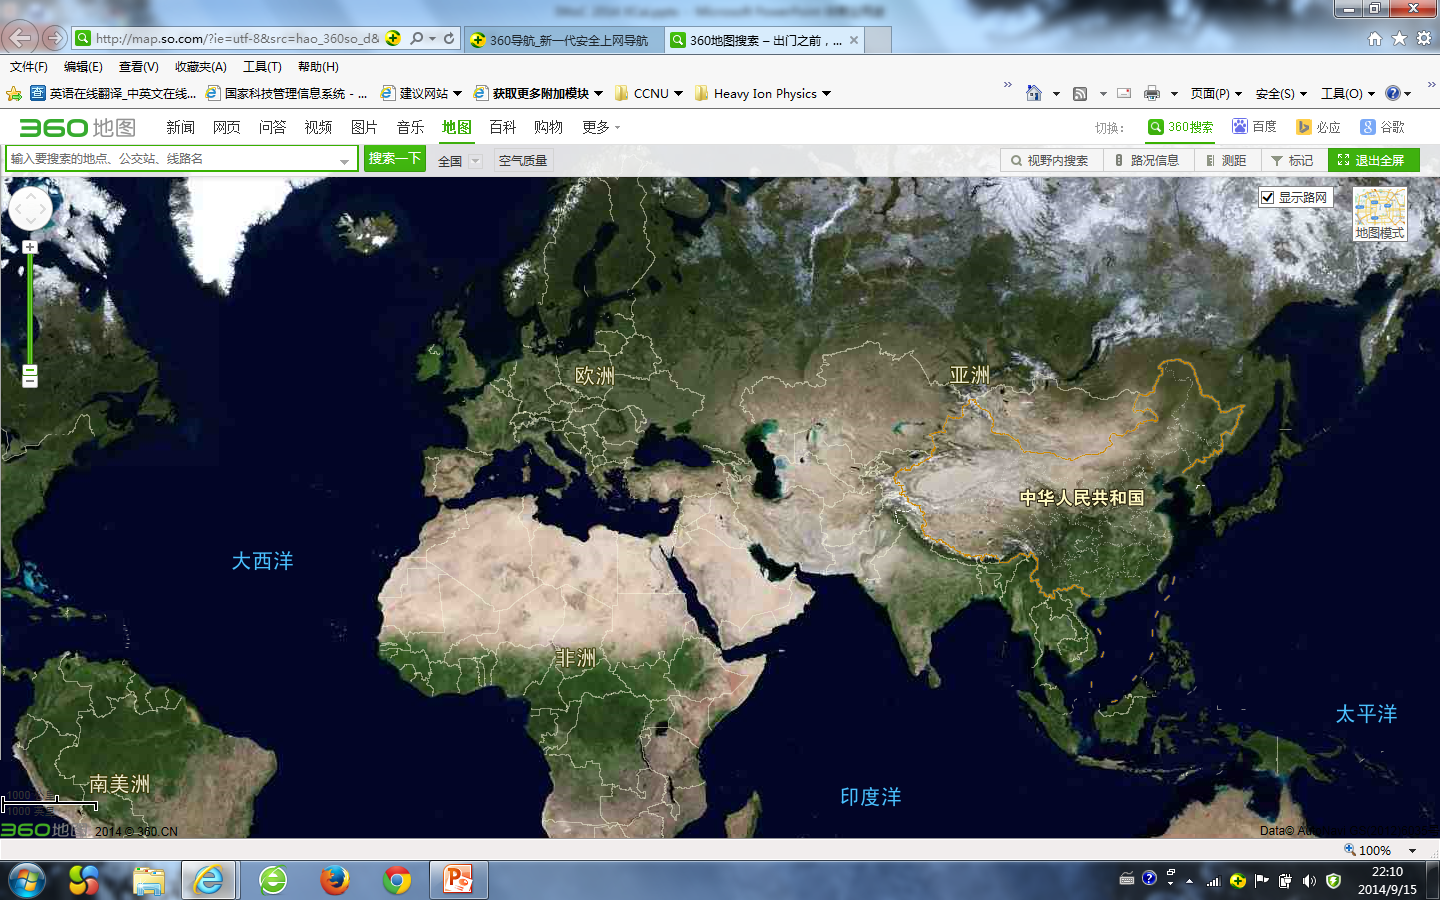 http://map.so.com/?ie=utf-8&src=hao_360so_d&
360导航_新一代安全上网导航
360地图搜索 – 出门之前，...
文件(F) 编辑(E) 查看(V) 收藏夹(A) 工具(T) 帮助(H)
英语在线翻译_中英文在线... 国家科技管理信息系统 - ... 建议网站 获取更多附加模块 CCNU Heavy Ion Physics 页面(P) 安全(S) 工具(O)
360地图 新闻 网页 问答 视频 图片 音乐 地图 百科 购物 更多 切换： 360搜索 百度 必应 谷歌
输入要搜索的地点、公交站、线路名 搜索一下 全国 空气质量 视野内搜索 路况信息 测距 标记 退出全屏
显示路网
地图模式
欧洲
亚洲
中华人民共和国
大西洋
非洲
太平洋
南美洲
印度洋
360地图 2014 © 360.CN
100%
22:10
2014/9/15